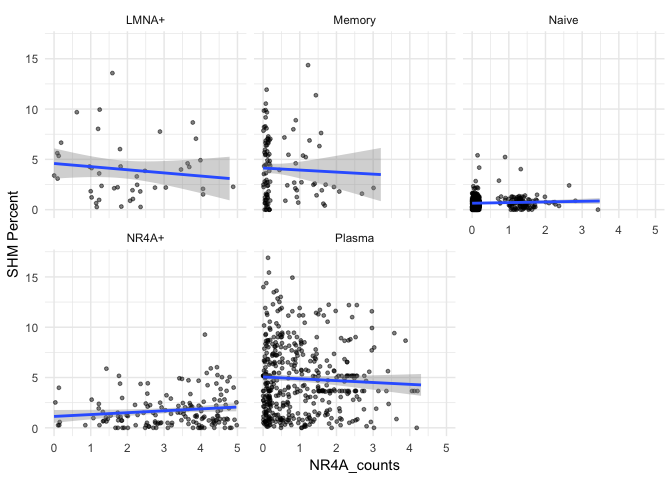 LMNA+ Memory Naive
15
10
5
0
0 1 2 3 4 5
NR4A+ Plasma
15
10
5
0
0 1 2 3 4 5 0 1 2 3 4 5
SHM Percent
NR4A_counts